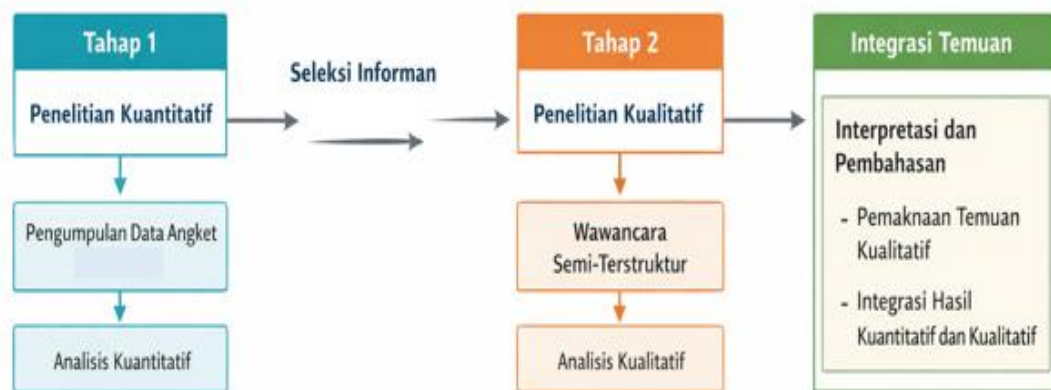 Tahap 1
Penelitian Kuantitatif
Pengumpulan Data Angket
Analisis Kuantitatif
Seleksi Informan
Tahap 2
Penelitian Kualitatif
Wawancara
Semi-Terstruktur
Analisis Kualitatif
Integrasi Temuan
Interpretasi dan
Pembahasan
- Pemaknaan Temuan
Kualitatif
- Integrasi Hasil
Kuantitatif dan Kualitatif